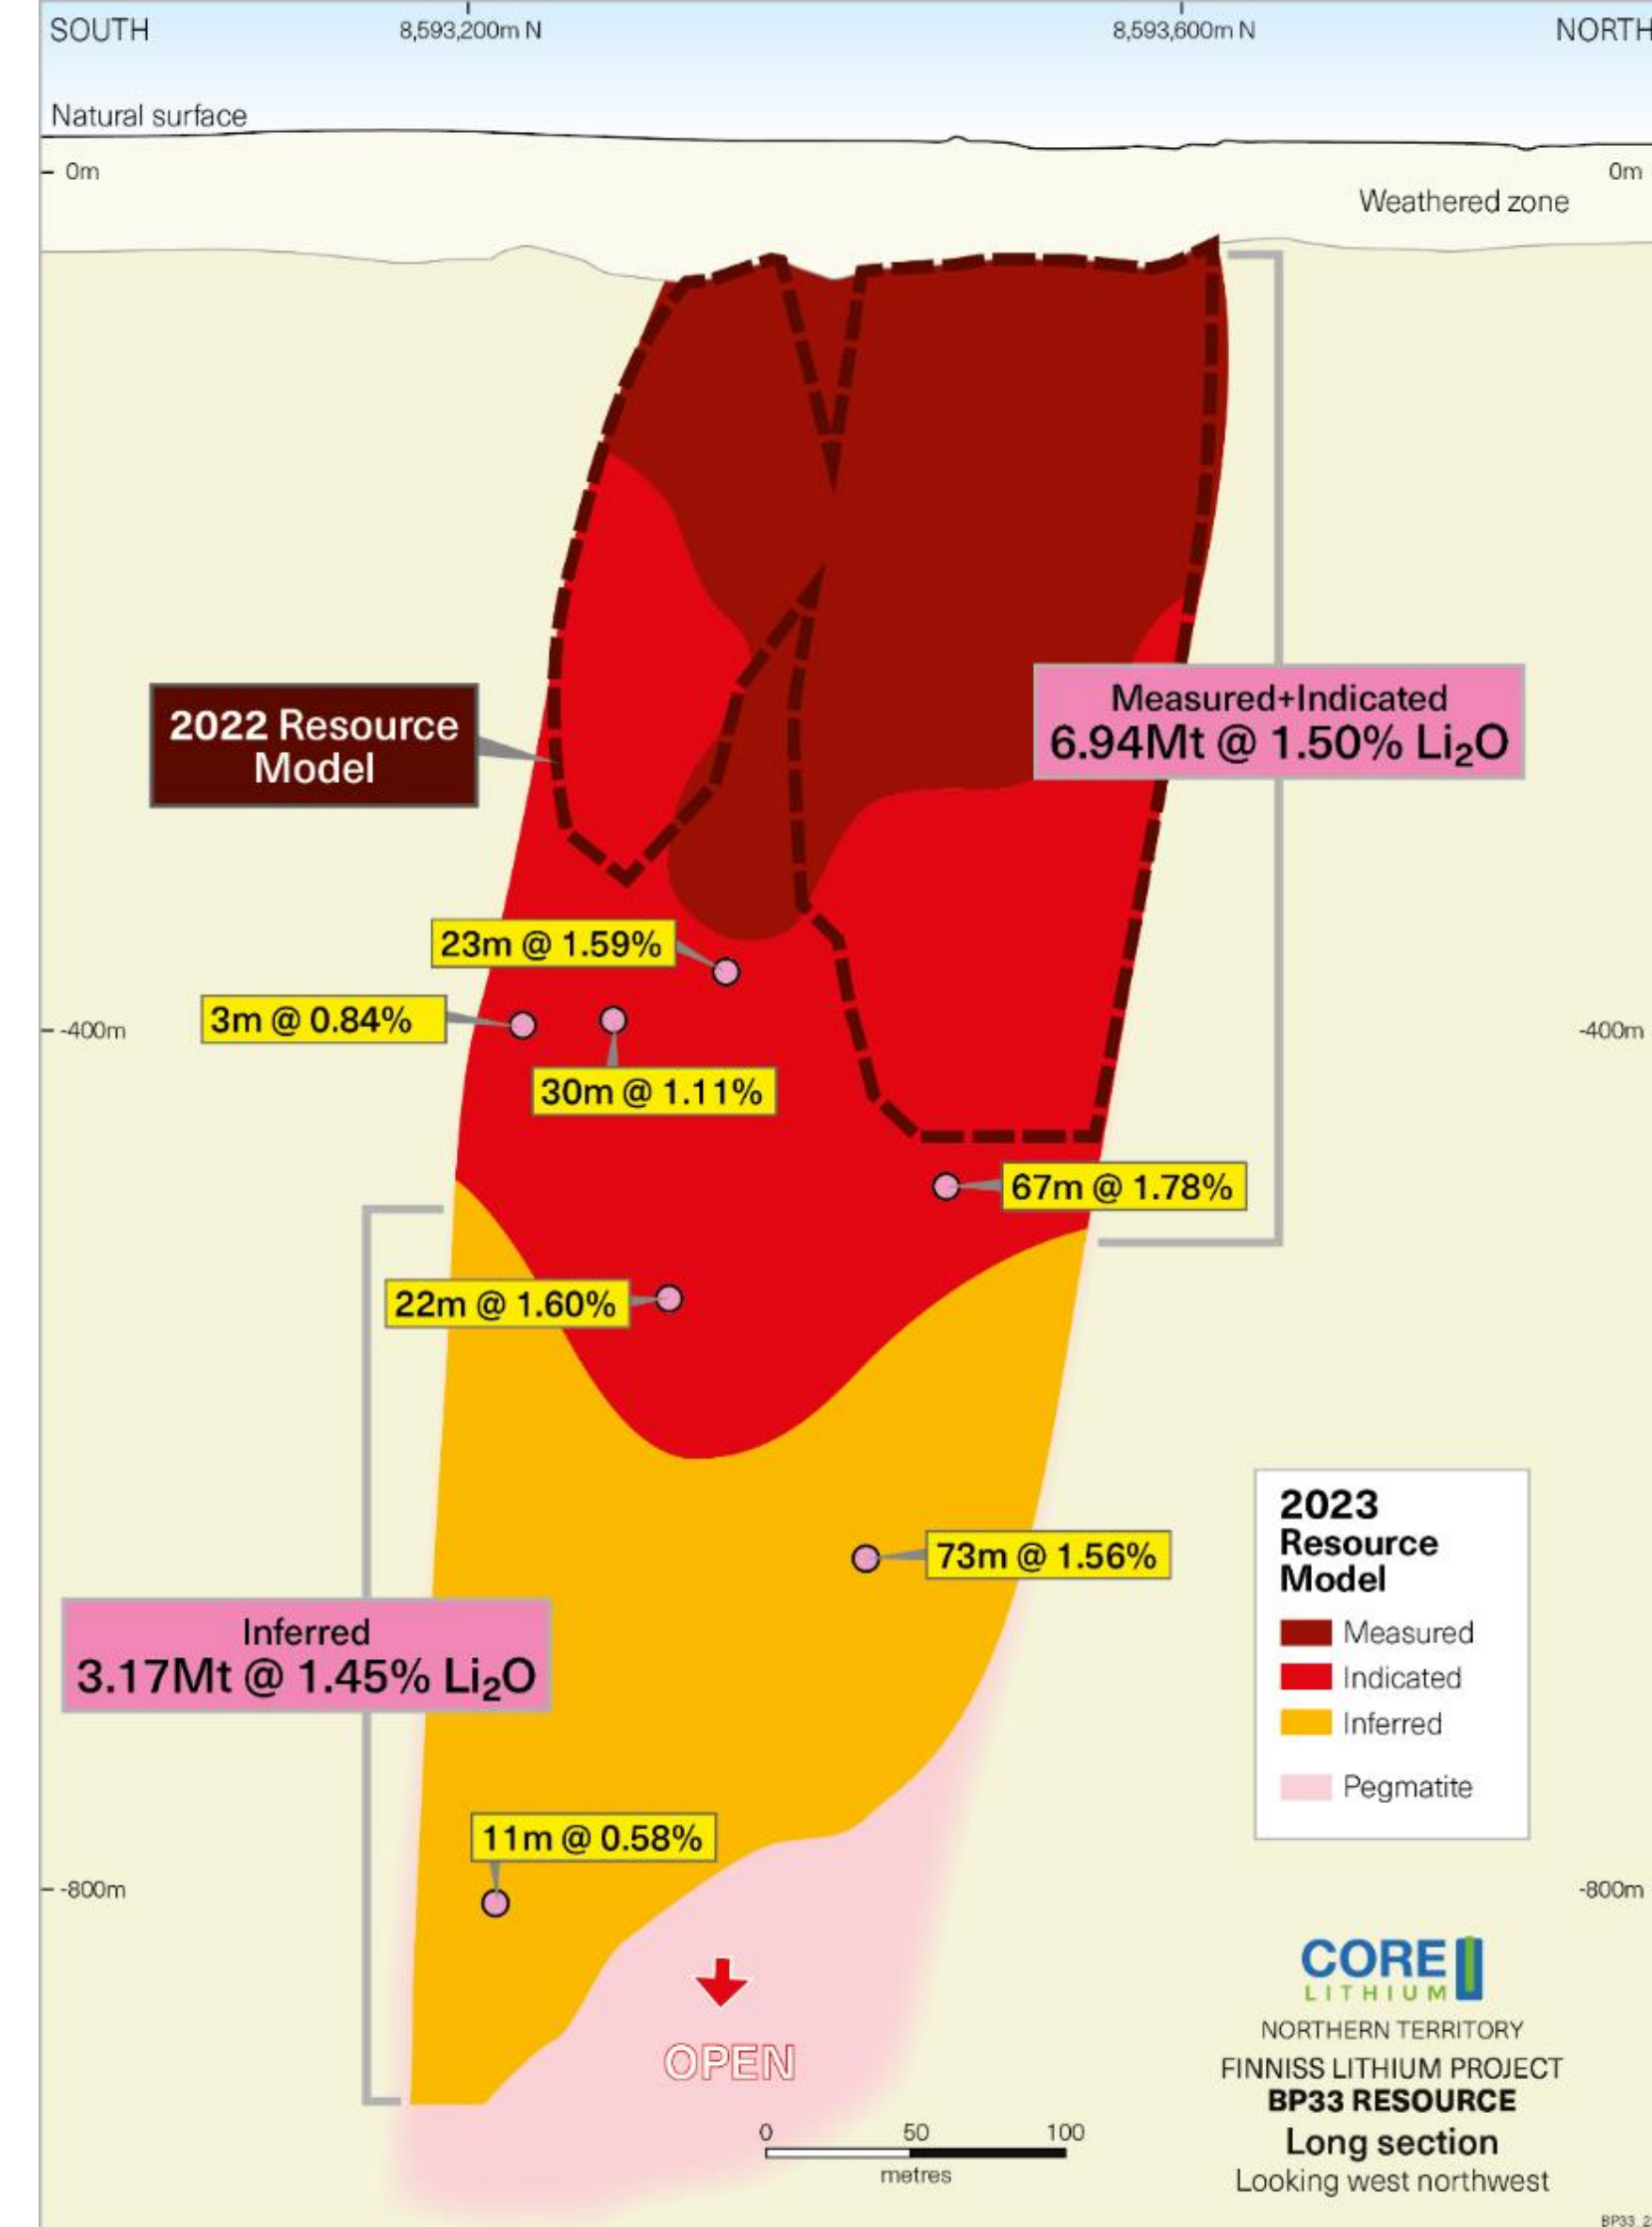 SOUTH
8,593,200m N
8,593,600m N
NORTH
Natural surface
0m
0m
Weathered zone
2022 Resource
Model
Measured+Indicated
6.94Mt @ 1.50% Li₂O
23m @ 1.59%
3m @ 0.84%
-400m
-400m
30m @ 1.11%
67m @ 1.78%
22m @ 1.60%
2023
Resource
Model
Measured
Indicated
Inferred
Pegmatite
73m @ 1.56%
Inferred
3.17Mt @ 1.45% Li₂O
11m @ 0.58%
-800m
-800m
OPEN
0 50 100
metres
CORE
LITHIUM
NORTHERN TERRITORY
FINNISS LITHIUM PROJECT
BP33 RESOURCE
Long section
Looking west northwest